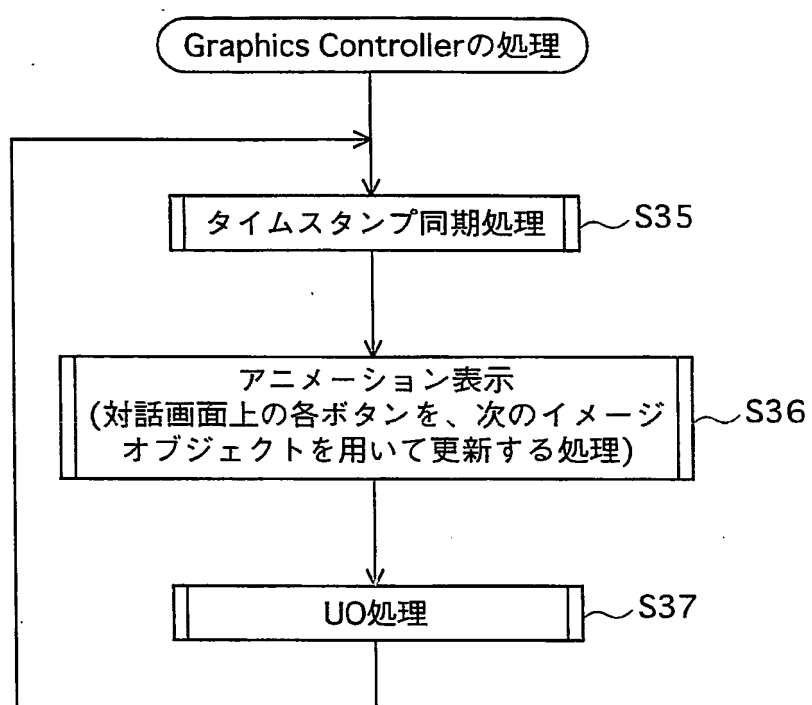 Graphics Controllerの処理
タイムスタンプ同期処理
S35
アニメーション表示
(対話画面上の各ボタンを、次のイメージ
オブジェクトを用いて更新する処理)
S36
UO処理
S37